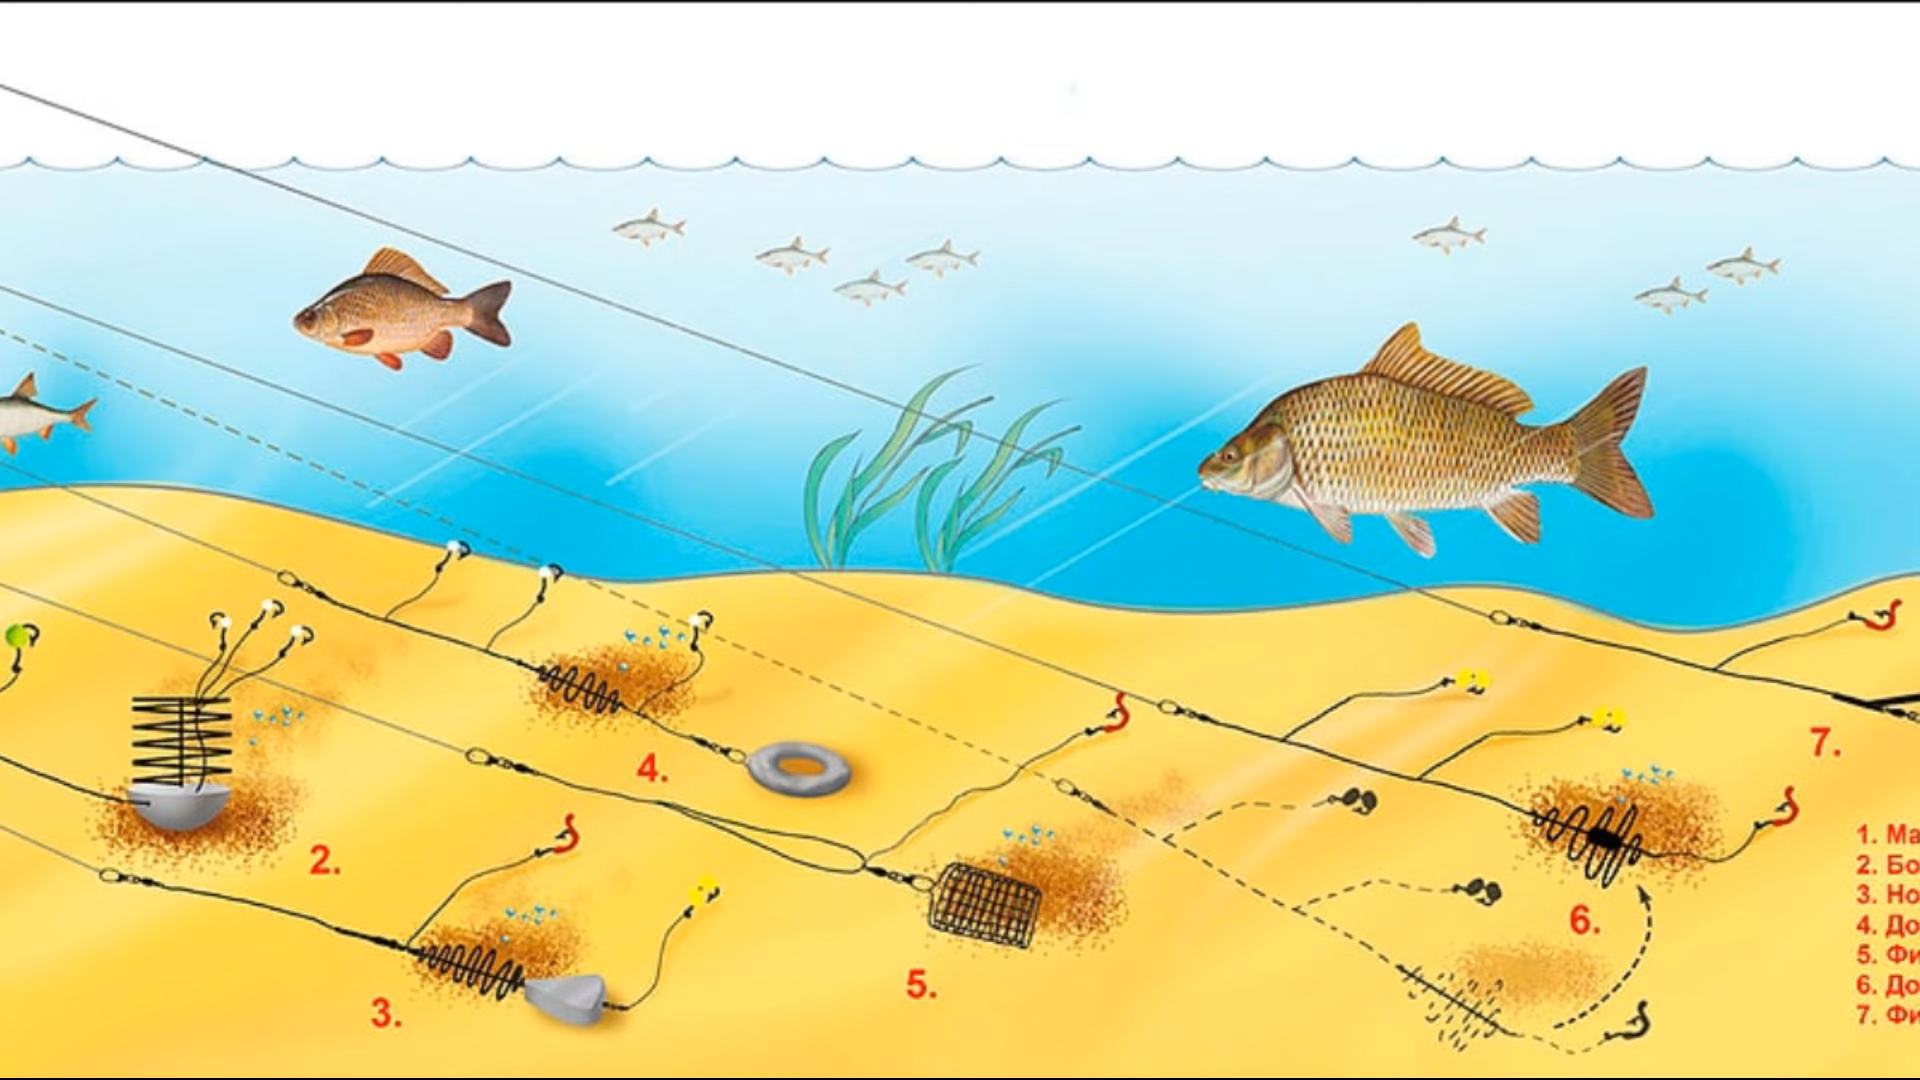 2.
3.
4.
5.
6.
7.
1. Ма
2. Бо
3. Но
4. До
5. Фи
6. До
7. Фи